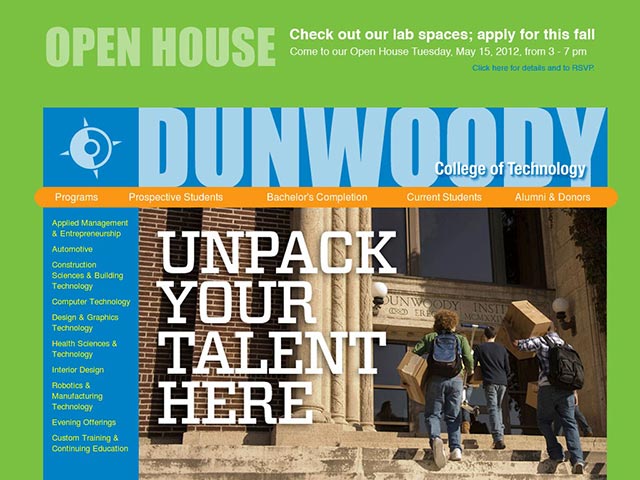 OPEN HOUSE
Check out our lab spaces; apply for this fall
Come to our Open House Tuesday, May 15, 2012, from 3 - 7 pm
Click here for details and to RSVP.
DUNWOODY
College of Technology
Programs
Prospective Students
Bachelor's Completion
Current Students
Alumni & Donors
Applied Management
& Entrepreneurship
Automotive
Construction
Sciences & Building
Technology
Computer Technology
Design & Graphics
Technology
Health Sciences &
Technology
Interior Design
Robotics &
Manufacturing
Technology
Evening Offerings
Custom Training &
Continuing Education
UNPACK
YOUR
TALENT
HERE
DUNWOODY